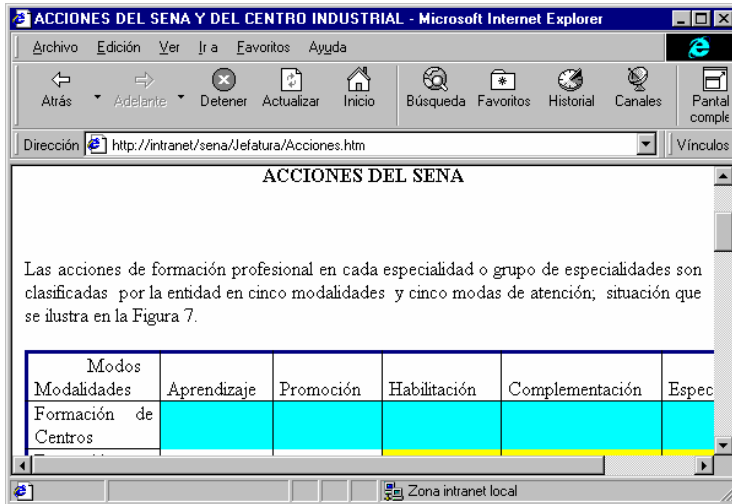 ACCIONES DEL SENA Y DEL CENTRO INDUSTRIAL - Microsoft Internet Explorer
Archivo Edición Ver Ir a Favoritos Ayuda
Atrás Adelante Detener Actualizar Inicio Búsqueda Favoritos Historial Canales Pantal
comple
Dirección http://intranet/sena/Jefatura/Acciones.htm Vínculos
ACCIONES DEL SENA
Las acciones de formación profesional en cada especialidad o grupo de especialidades son
clasificadas por la entidad en cinco modalidades y cinco modas de atención; situación que
se ilustra en la Figura 7.
Modos
Modalidades Aprendizaje Promoción Habilitación Complementación Espec
Formación de
Centros
Zona intranet local